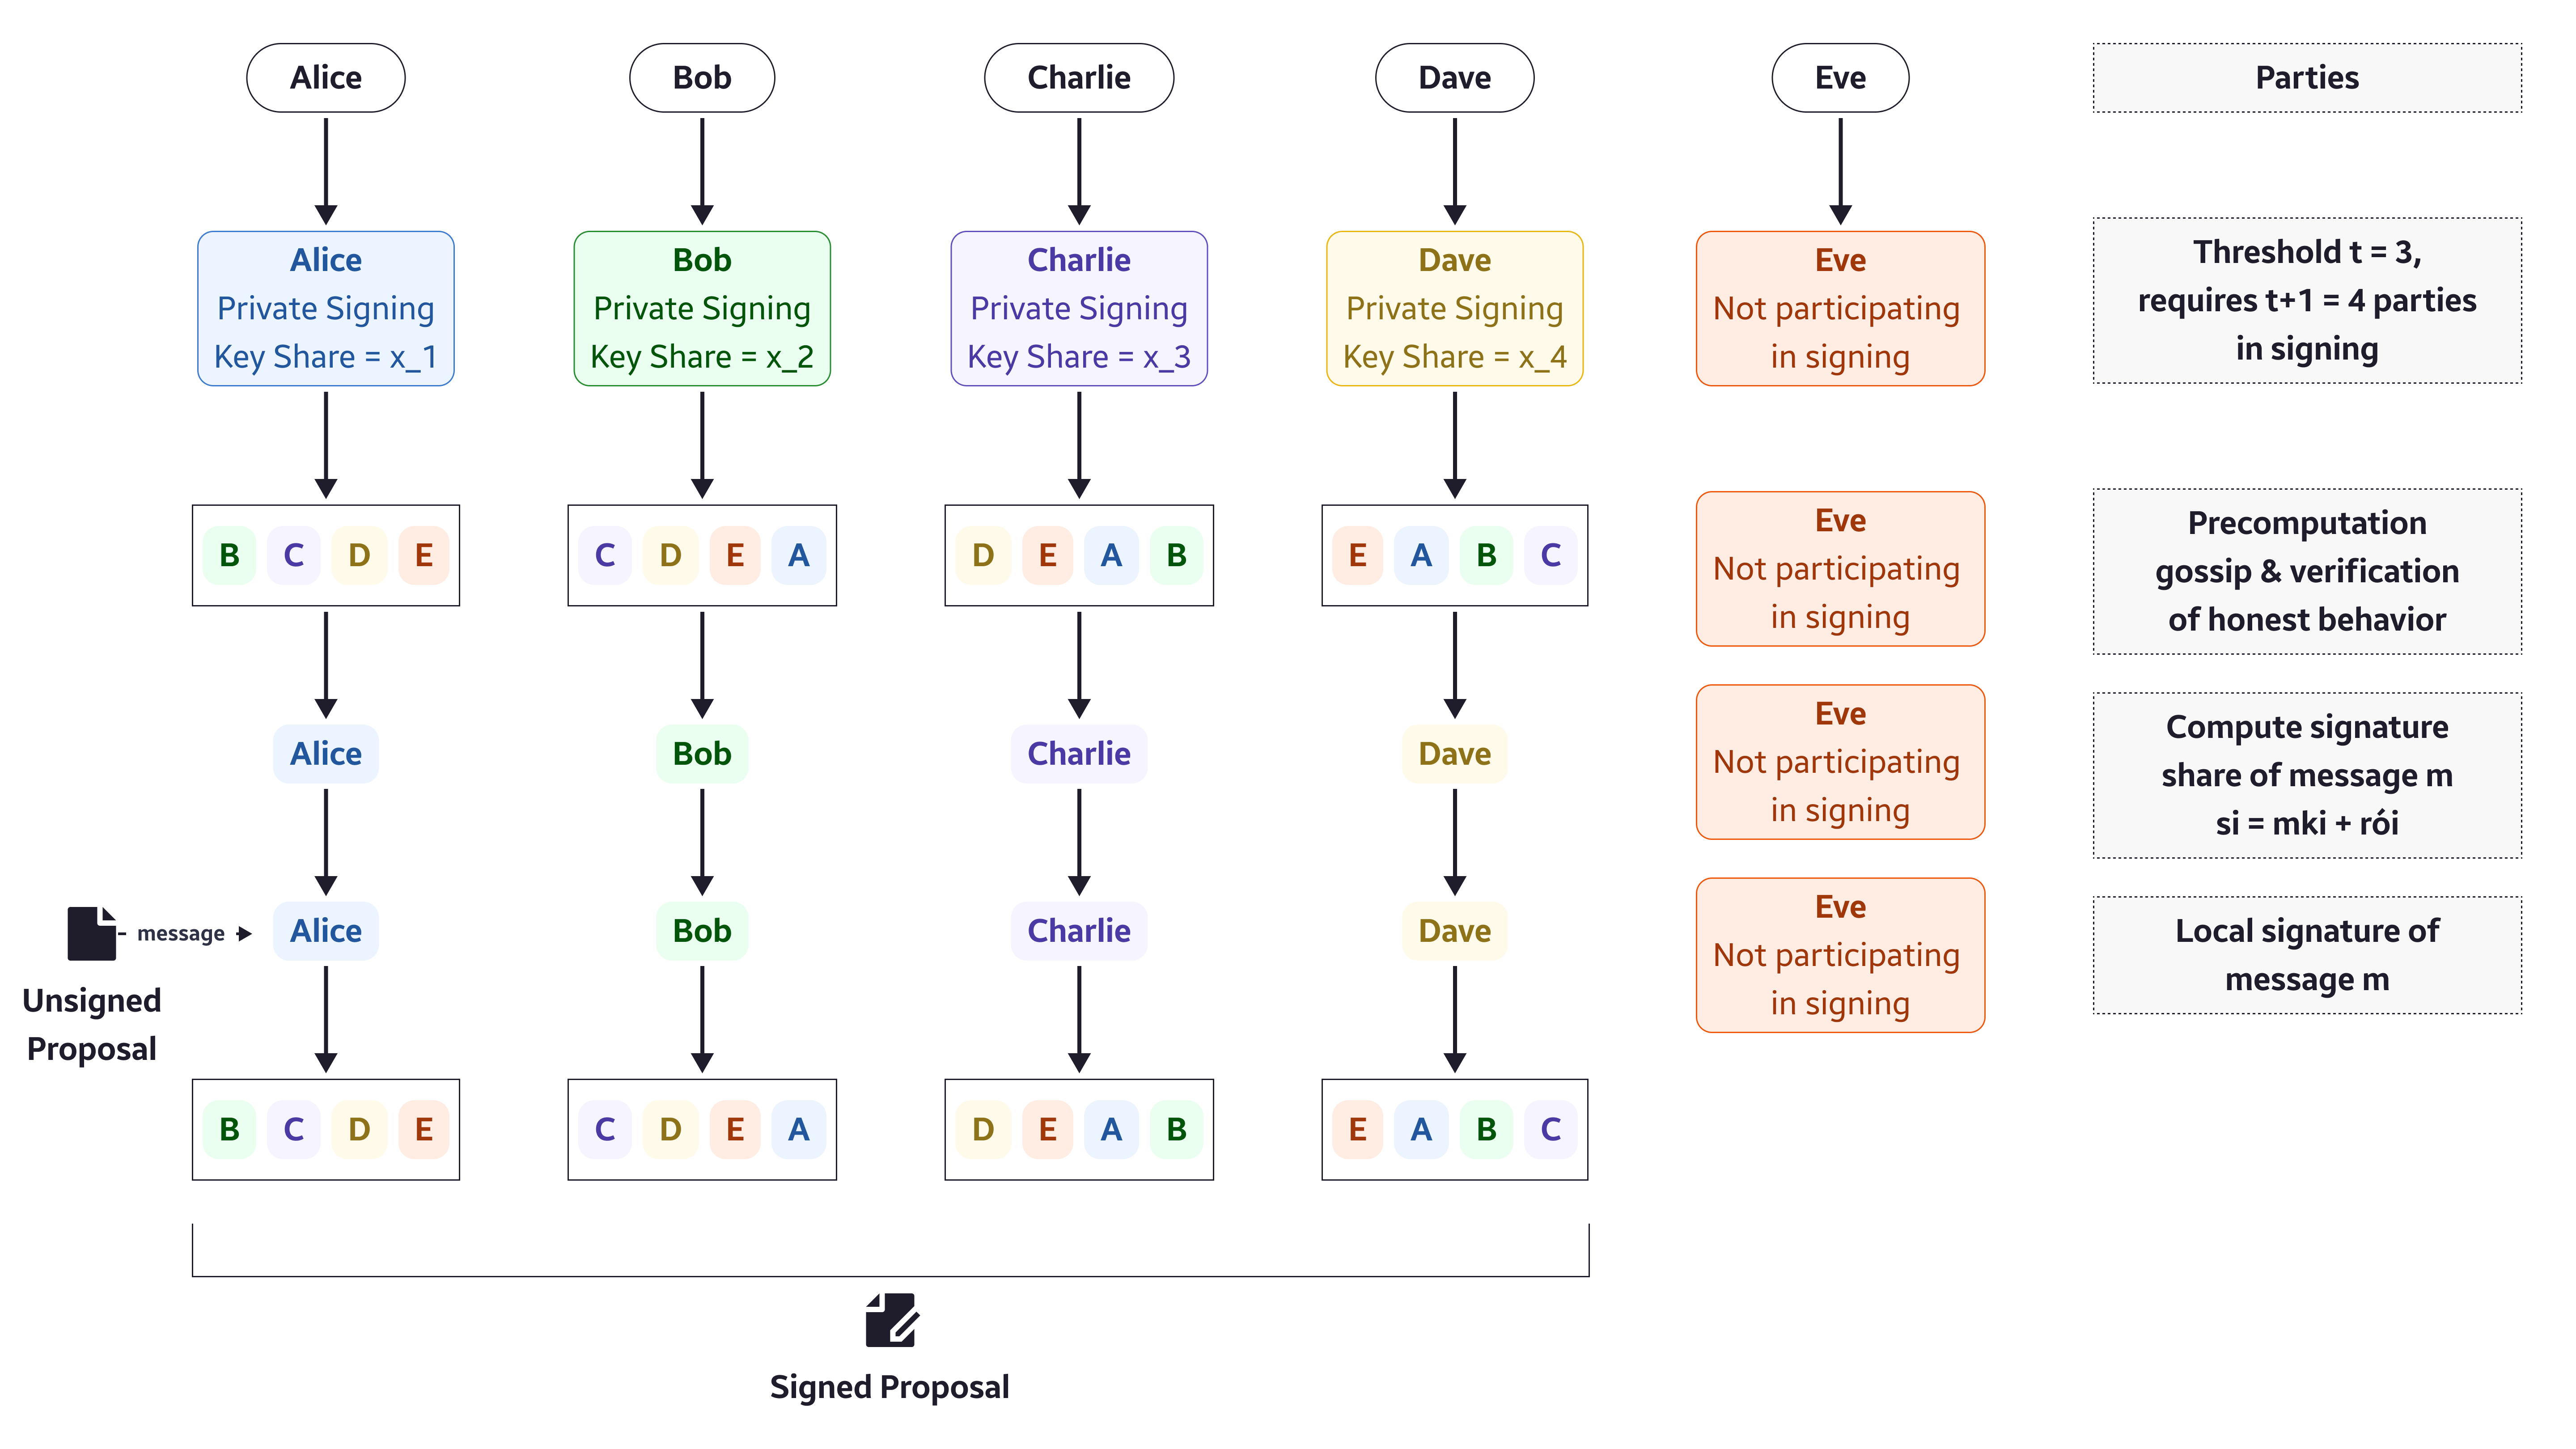 Alice
Bob
Charlie
Dave
Eve
Parties
Alice
Private Signing
Key Share = x_1
Bob
Private Signing
Key Share = x_2
Charlie
Private Signing
Key Share = x_3
Dave
Private Signing
Key Share = x_4
Eve
Not participating
in signing
Threshold t = 3,
requires t+1 = 4 parties
in signing
B C D E
C D E A
D E A B
E A B C
Eve
Not participating
in signing
Precomputation
gossip & verification
of honest behavior
Alice
Bob
Charlie
Dave
Eve
Not participating
in signing
Compute signature
share of message m
si = mki + rói
message
Unsigned
Proposal
Alice
Bob
Charlie
Dave
Eve
Not participating
in signing
Local signature of
message m
B C D E
C D E A
D E A B
E A B C
Signed Proposal